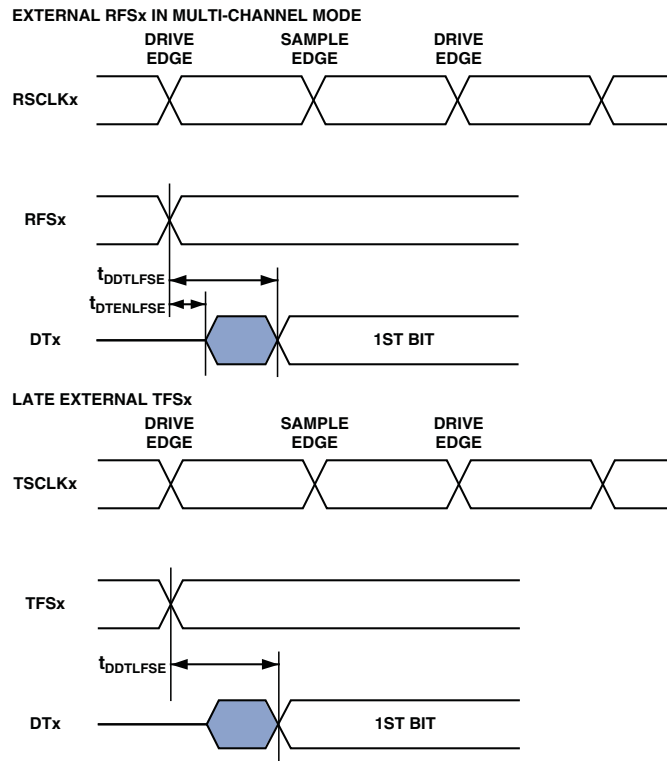 EXTERNAL RFSx IN MULTI-CHANNEL MODE
DRIVE EDGE
SAMPLE EDGE
DRIVE EDGE
RSCLKx
RFSx
tDDTLFSE
tDTENLFSE
DTx
1ST BIT
LATE EXTERNAL TFSx
DRIVE EDGE
SAMPLE EDGE
DRIVE EDGE
TSCLKx
TFSx
tDDTLFSE
DTx
1ST BIT